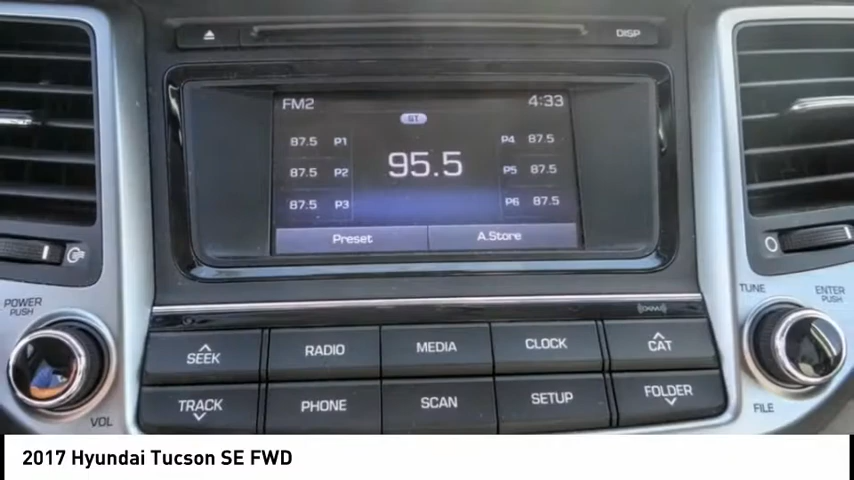 DISP
FM2 4:33
ST
87.5 P1 P4 87.5
95.5
87.5 P2 P5 87.5
87.5 P3 P6 87.5
Preset A.Store
POWER
PUSH
TUNE
ENTER
PUSH
SEEK RADIO MEDIA CLOCK CAT
TRACK PHONE SCAN SETUP FOLDER
VOL FILE
2017 Hyundai Tucson SE FWD